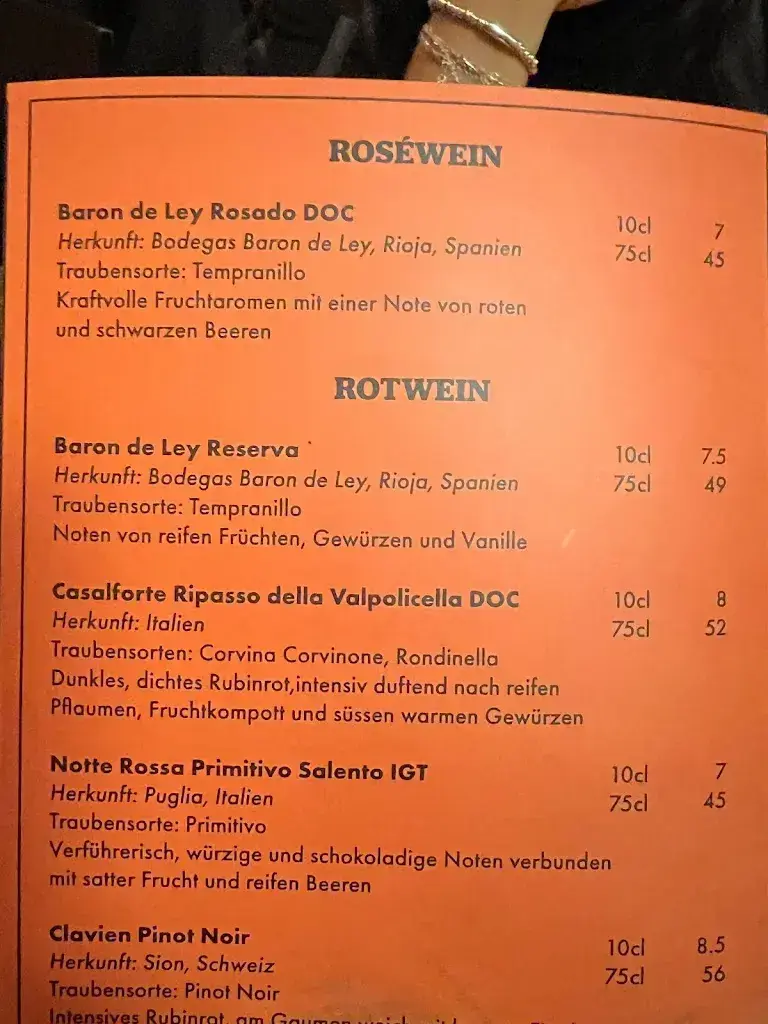 ROSÉWEIN
Baron de Ley Rosado DOC 10cl 7
Herkunft: Bodegas Baron de Ley, Rioja, Spanien 75cl 45
Traubensorte: Tempranillo
Kraftvolle Fruchtaromen mit einer Note von roten
und schwarzen Beeren
ROTWEIN
Baron de Ley Reserva 10cl 7.5
Herkunft: Bodegas Baron de Ley, Rioja, Spanien 75cl 49
Traubensorte: Tempranillo
Noten von reifen Früchten, Gewürzen und Vanille
Casalforte Ripasso della Valpolicella DOC 10cl 8
Herkunft: Italien 75cl 52
Traubensorten: Corvina Corvinone, Rondinella
Dunkles, dichtes Rubinrot,intensiv duftend nach reifen
Pflaumen, Fruchtkompott und süssen warmen Gewürzen
Notte Rossa Primitivo Salento IGT 10cl 7
Herkunft: Puglia, Italien 75cl 45
Traubensorte: Primitivo
Verführerisch, würzige und schokoladige Noten verbunden
mit satter Frucht und reifen Beeren
Clavien Pinot Noir 10cl 8.5
Herkunft: Sion, Schweiz 75cl 56
Traubensorte: Pinot Noir
Intensives Rubinrot, am Gaumen